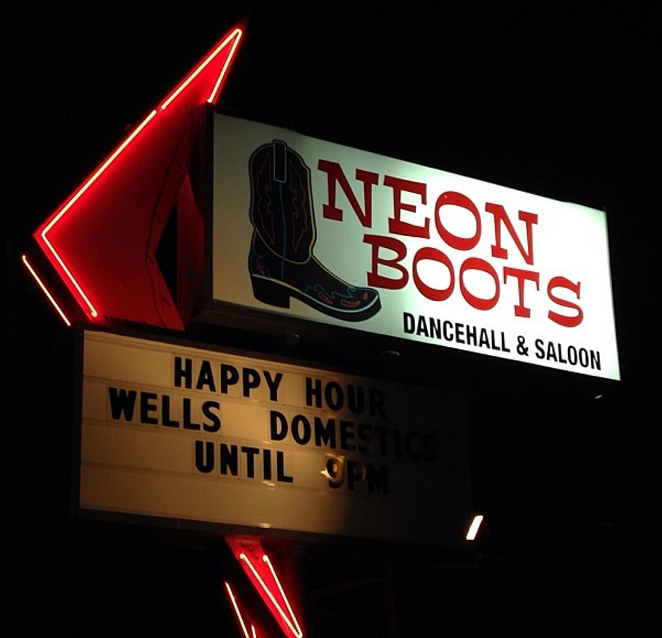 NEON
BOOTS
DANCEHALL & SALOON
HAPPY HOUR
WELLS DOMESTICS
UNTIL 9PM